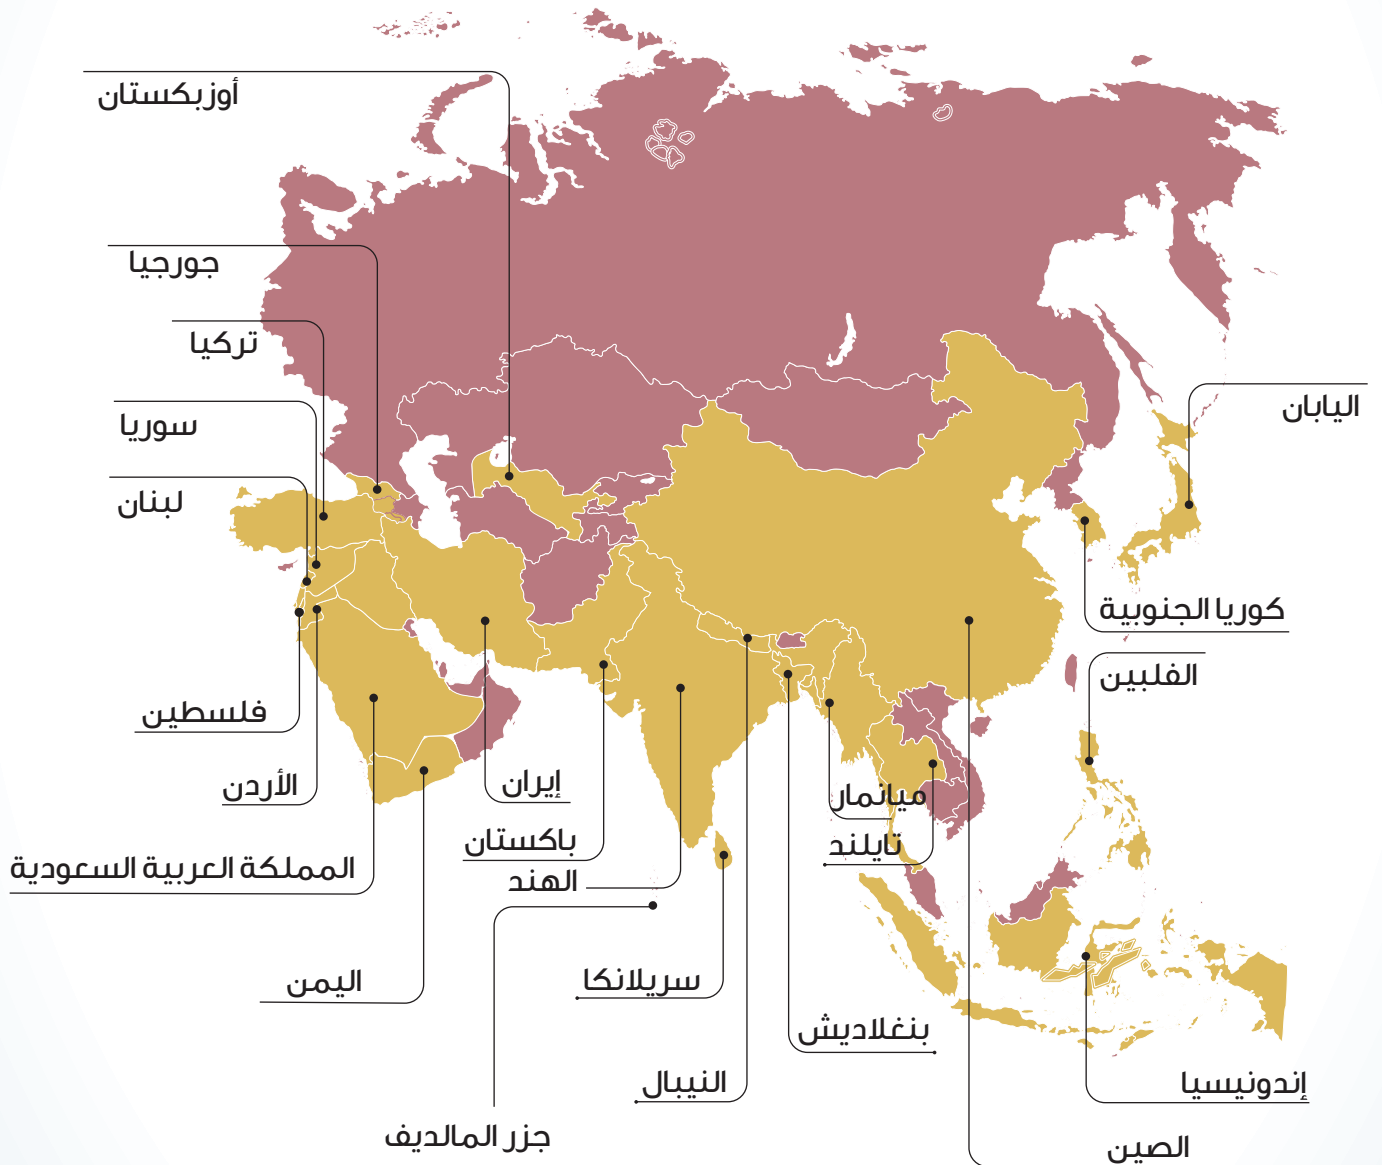 أوزبكستان
جورجيا
تركيا
اليابان
سوريا
لبنان
كوريا الجنوبية
الفلبين
فلسطين
الأردن
إيران
ميانمار
باكستان
تايلند
المملكة العربية السعودية
الهند
اليمن
سريلانكا
بنغلاديش
النيبال
إندونيسيا
جزر المالديف
الصين